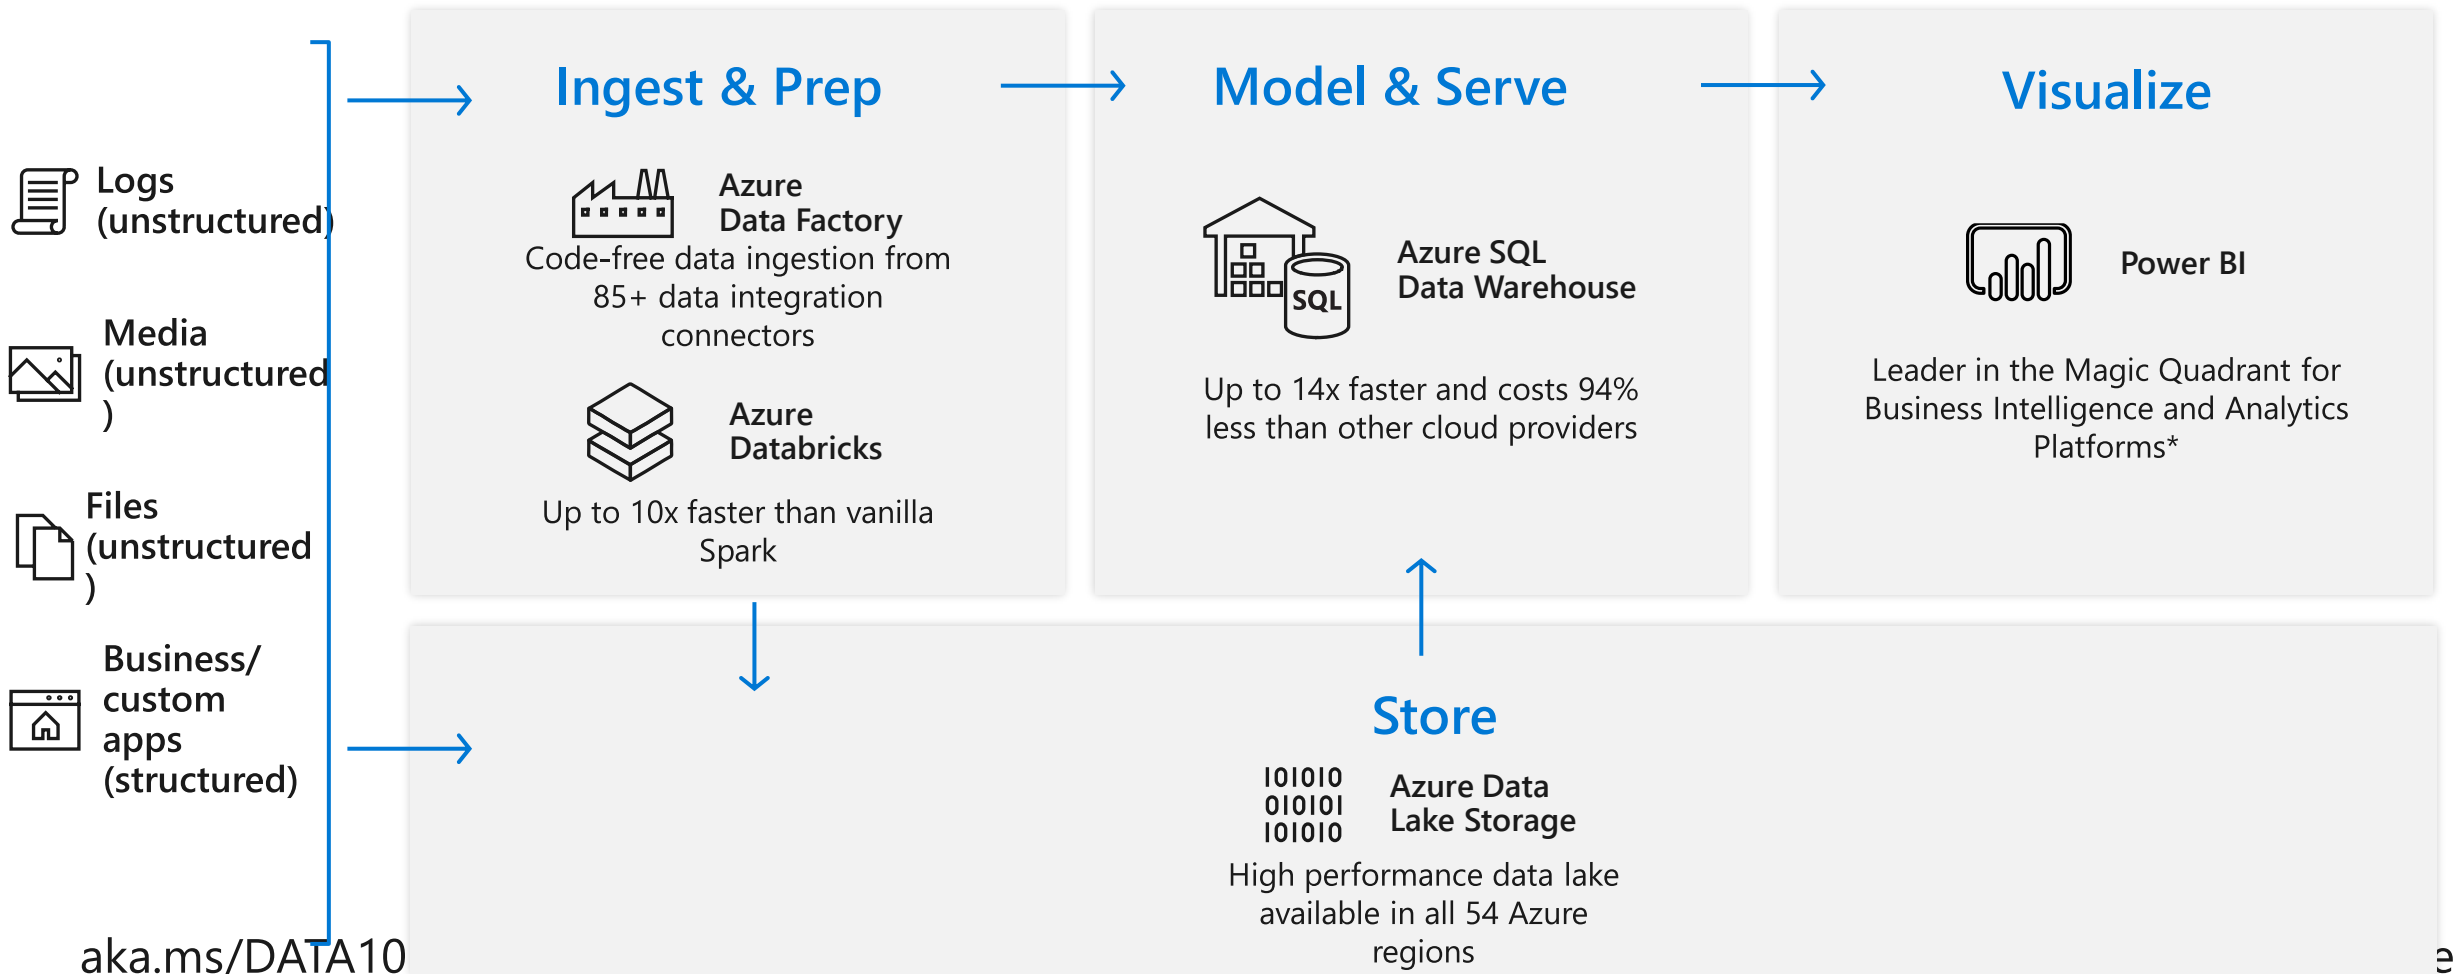 Logs
(unstructured)
Media
(unstructured
)
Files
(unstructured
)
Business/
custom
apps
(structured)
Ingest & Prep
Azure
Data Factory
Code-free data ingestion from
85+ data integration
connectors
Azure
Databricks
Up to 10x faster than vanilla
Spark
Model & Serve
SQL
Azure SQL
Data Warehouse
Up to 14x faster and costs 94%
less than other cloud providers
Visualize
Power BI
Leader in the Magic Quadrant for
Business Intelligence and Analytics
Platforms*
Store
101010
010101
101010
Azure Data
Lake Storage
High performance data lake
available in all 54 Azure
regions
aka.ms/DATA10